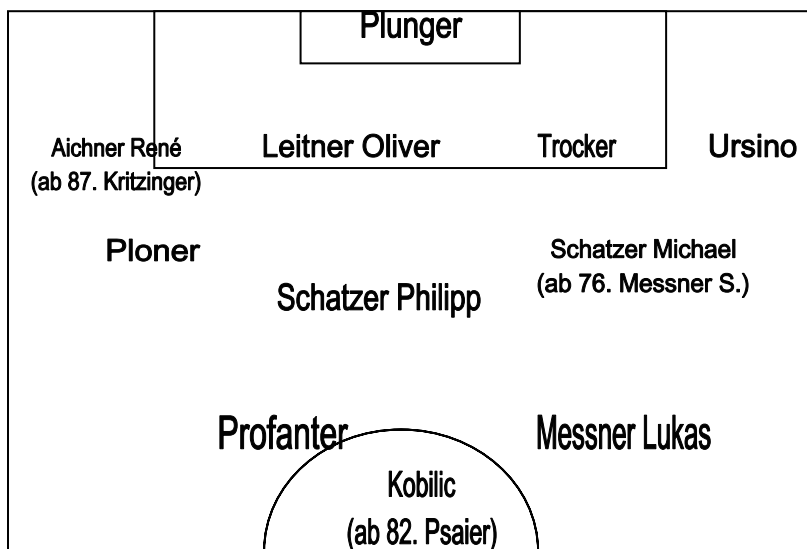 Plunger
Aichner René
(ab 87. Kritzinger)
Leitner Oliver
Trocker
Ursino
Ploner
Schatzer Philipp
Schatzer Michael
(ab 76. Messner S.)
Profanter
Messner Lukas
Kobilic
(ab 82. Psaier)